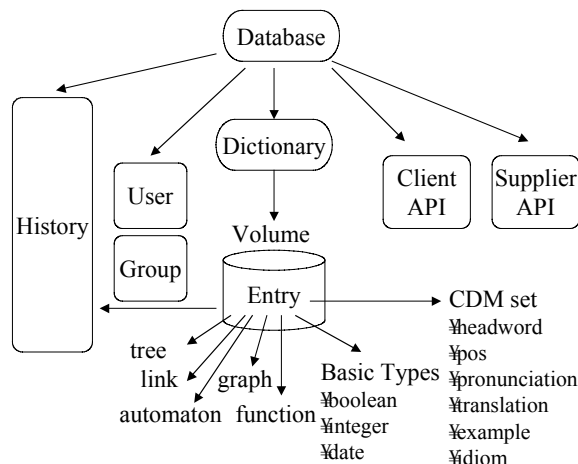 Database
Dictionary
User
Group
History
Client
API
Supplier
API
Volume
Entry
tree
link
automaton
graph
function
Basic Types
¥boolean
¥integer
¥date
CDM set
¥headword
¥pos
¥pronunciation
¥translation
¥example
¥idiom